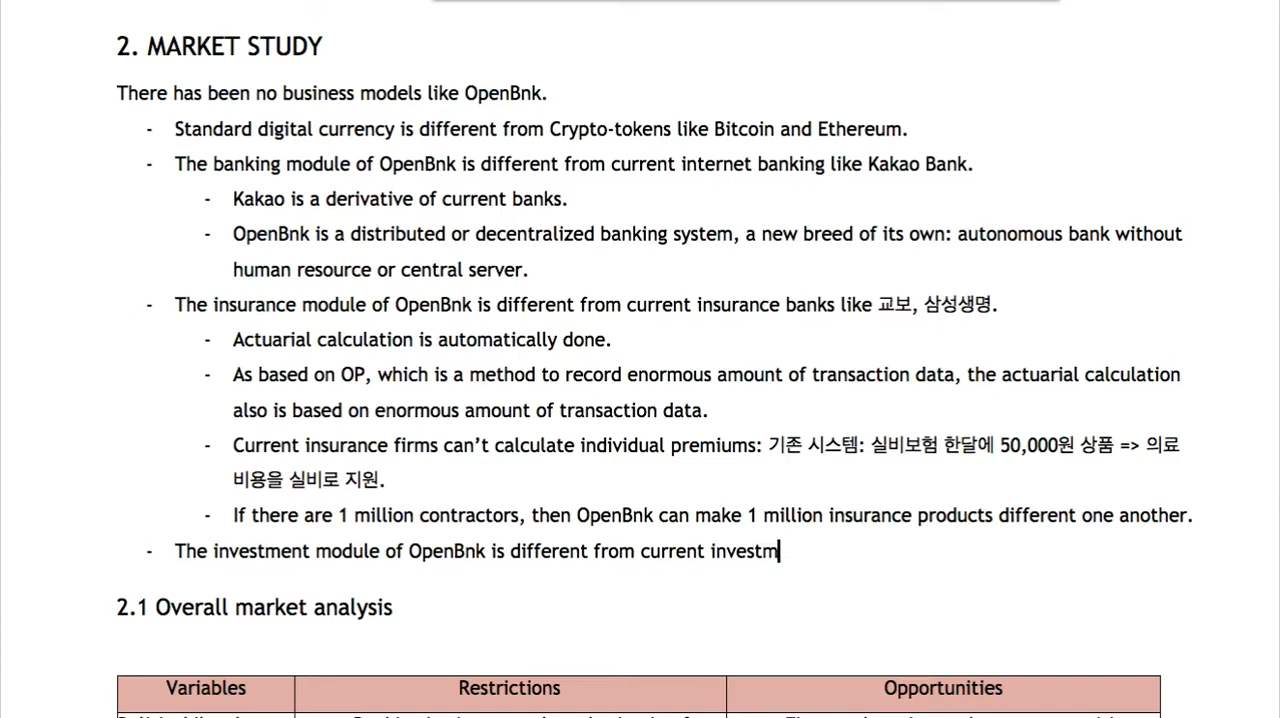 2. MARKET STUDY
There has been no business models like OpenBnk.
- Standard digital currency is different from Crypto-tokens like Bitcoin and Ethereum.
- The banking module of OpenBnk is different from current internet banking like Kakao Bank.
- Kakao is a derivative of current banks.
- OpenBnk is a distributed or decentralized banking system, a new breed of its own: autonomous bank without
human resource or central server.
- The insurance module of OpenBnk is different from current insurance banks like 교보, 삼성생명.
- Actuarial calculation is automatically done.
- As based on OP, which is a method to record enormous amount of transaction data, the actuarial calculation
also is based on enormous amount of transaction data.
- Current insurance firms can't calculate individual premiums: 기존 시스템: 실비보험 한달에 50,000원 상품 => 의료
비용을 실비로 지원.
- If there are 1 million contractors, then OpenBnk can make 1 million insurance products different one another.
- The investment module of OpenBnk is different from current investm
2.1 Overall market analysis
Variables Restrictions Opportunities